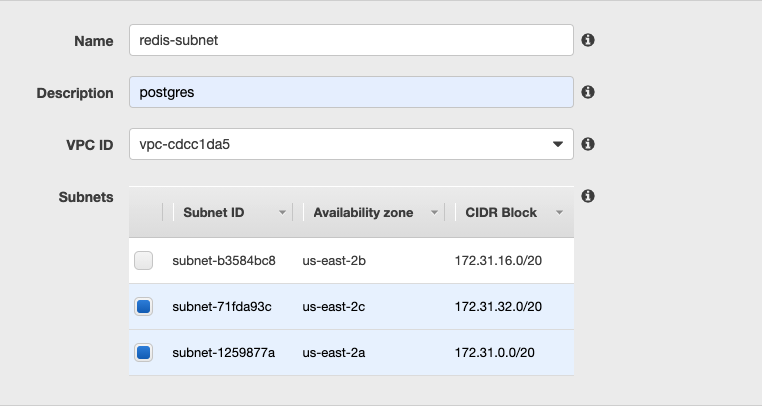 Name redis-subnet
Description postgres
VPC ID vpc-cdcc1da5
Subnets
Subnet ID Availability zone CIDR Block
subnet-b3584bc8 us-east-2b 172.31.16.0/20
subnet-71fda93c us-east-2c 172.31.32.0/20
subnet-1259877a us-east-2a 172.31.0.0/20